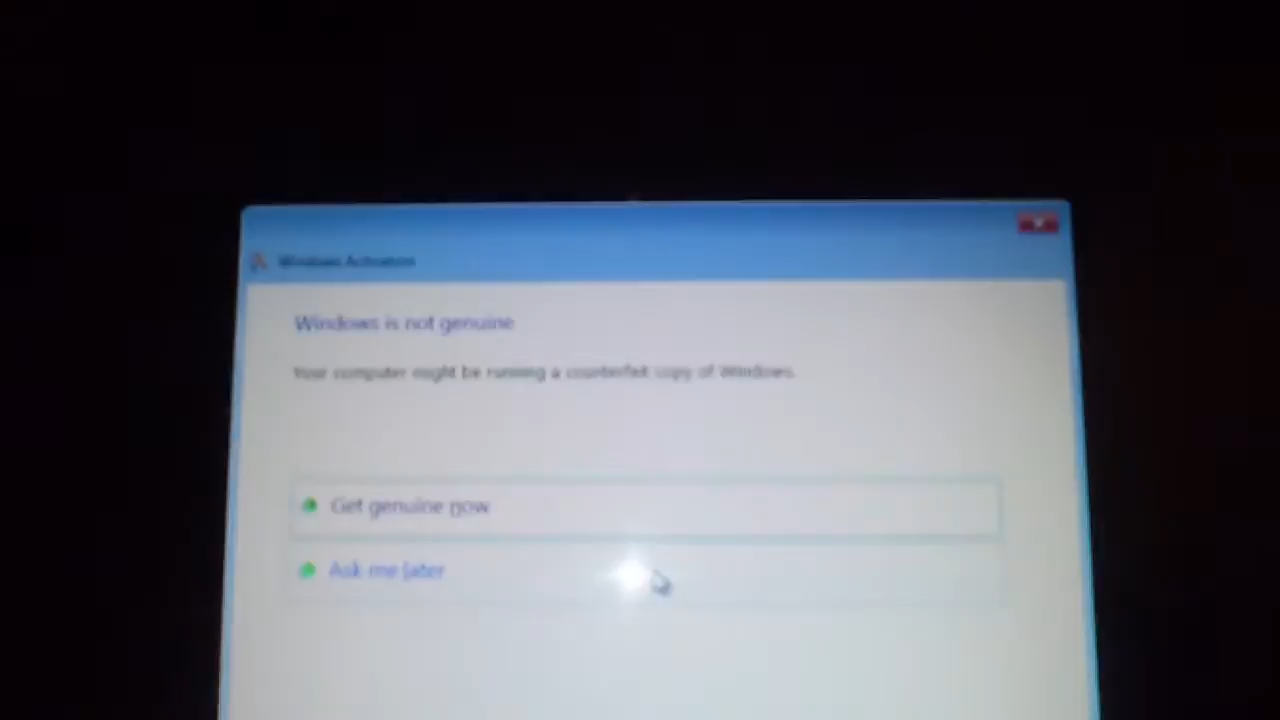 Windows Activation
Windows is not genuine
Your computer might be running a counterfeit copy of Windows.
Get genuine now
Ask me later